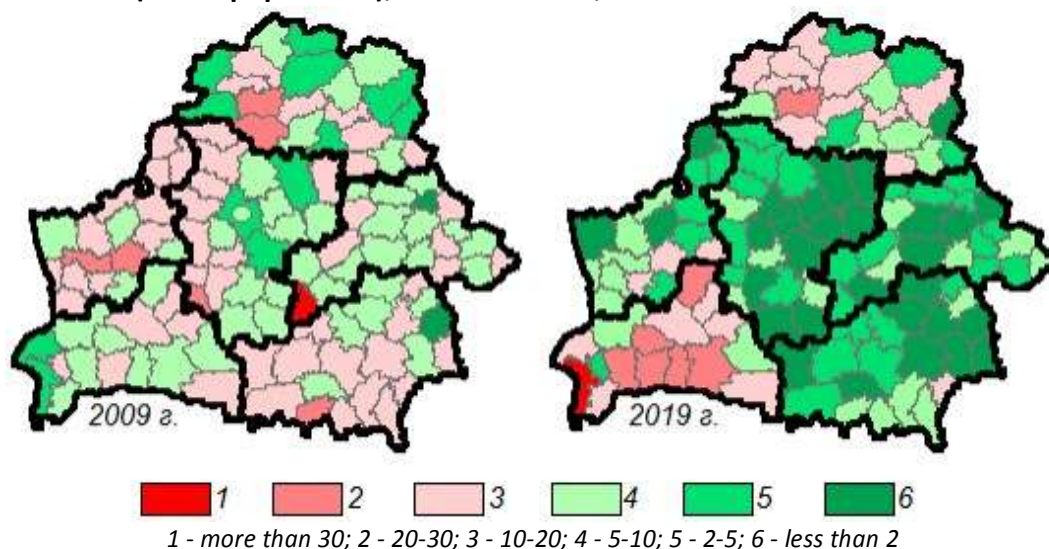 2009 г.
2019 г.
1 2 3 4 5 6
1 - more than 30; 2 - 20-30; 3 - 10-20; 4 - 5-10; 5 - 2-5; 6 - less than 2